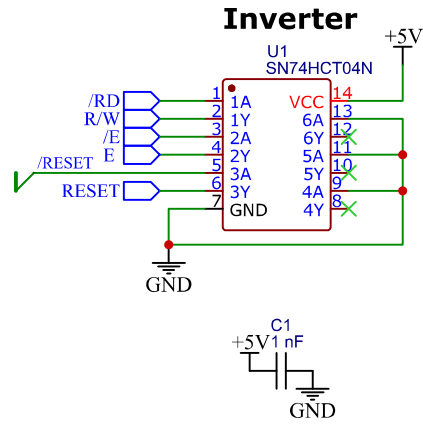 Inverter
+5V
U1
SN74HCT04N
/RD 1 1A VCC 14
R/W 2 1Y 6A 13
/E 3 2A 6Y 12
E 4 2Y 5A 11
/RESET 5 3A 5Y 10
RESET 6 3Y 4A 9
7 GND 4Y 8
GND
C1
+5V 1 nF
GND